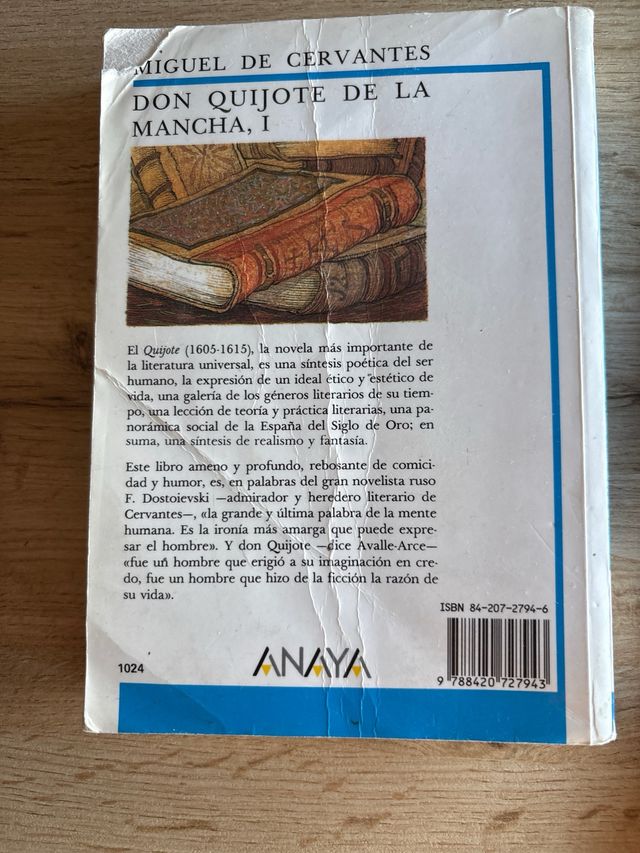 MIGUEL DE CERVANTES
DON QUIJOTE DE LA
MANCHA, I
El Quijote (1605-1615), la novela más importante de
la literatura universal, es una síntesis poética del ser
humano, la expresión de un ideal ético y estético de
vida, una galería de los géneros literarios de su tiem-
po, una lección de teoría y práctica literarias, una pa-
norámica social de la España del Siglo de Oro; en
suma, una síntesis de realismo y fantasía.
Este libro ameno y profundo, rebosante de comici-
dad y humor, es, en palabras del gran novelista ruso
F. Dostoievski —admirador y heredero literario de
Cervantes—, «la grande y última palabra de la mente
humana. Es la ironía más amarga que puede expre-
sar el hombre». Y don Quijote —dice Avalle-Arce—
«fue un hombre que erigió a su imaginación en cre-
do, fue un hombre que hizo de la ficción la razón de
su vida».
ISBN 84-207-2794-6
1024
ANAYA
9 788420 727943